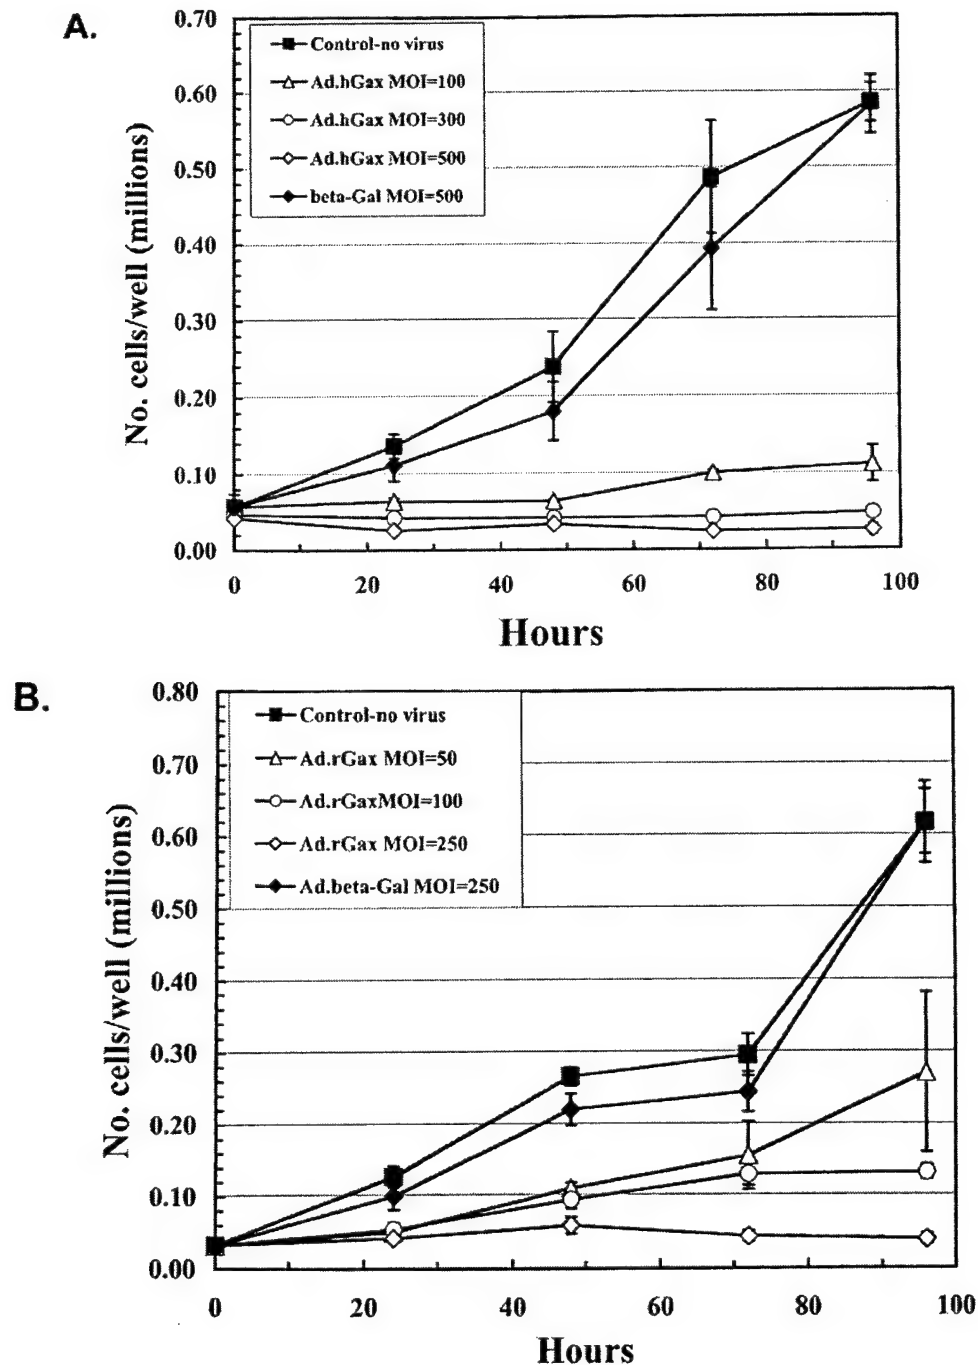 A.
No. cells/well (millions)
0.70
0.60
0.50
0.40
0.30
0.20
0.10
0.00
Control-no virus
Ad.hGax MOI=100
Ad.hGax MOI=300
Ad.hGax MOI=500
beta-Gal MOI=500
0 20 40 60 80 100
Hours
B.
No. cells/well (millions)
0.80
0.70
0.60
0.50
0.40
0.30
0.20
0.10
0.00
Control-no virus
Ad.rGax MOI=50
Ad.rGaxMOI=100
Ad.rGax MOI=250
Ad.beta-Gal MOI=250
0 20 40 60 80 100
Hours